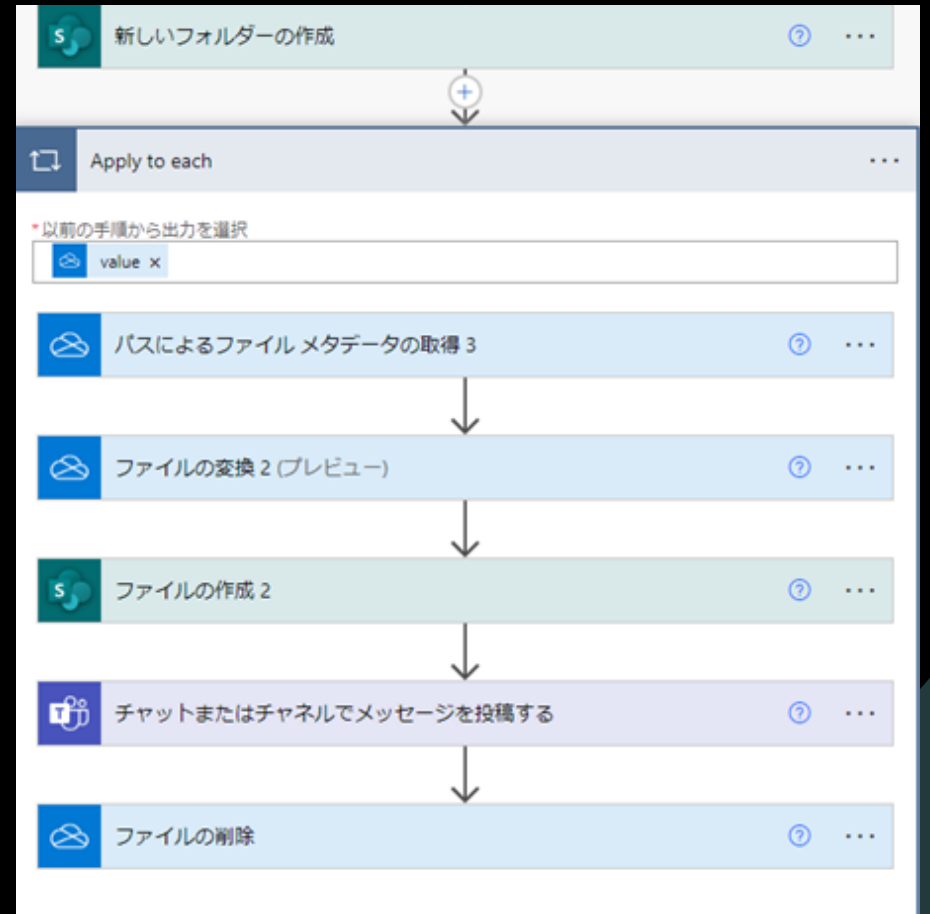 新しいフォルダーの作成
Apply to each
*以前の手順から出力を選択
value ×
パスによるファイル メタデータの取得 3
ファイルの変換 2 (プレビュー)
ファイルの作成 2
チャットまたはチャネルでメッセージを投稿する
ファイルの削除